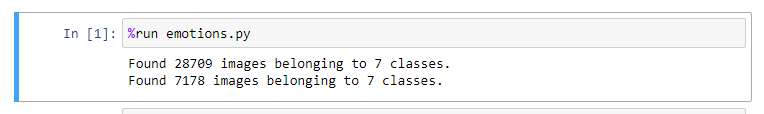 In [1]: %run emotions.py
Found 28709 images belonging to 7 classes.
Found 7178 images belonging to 7 classes.